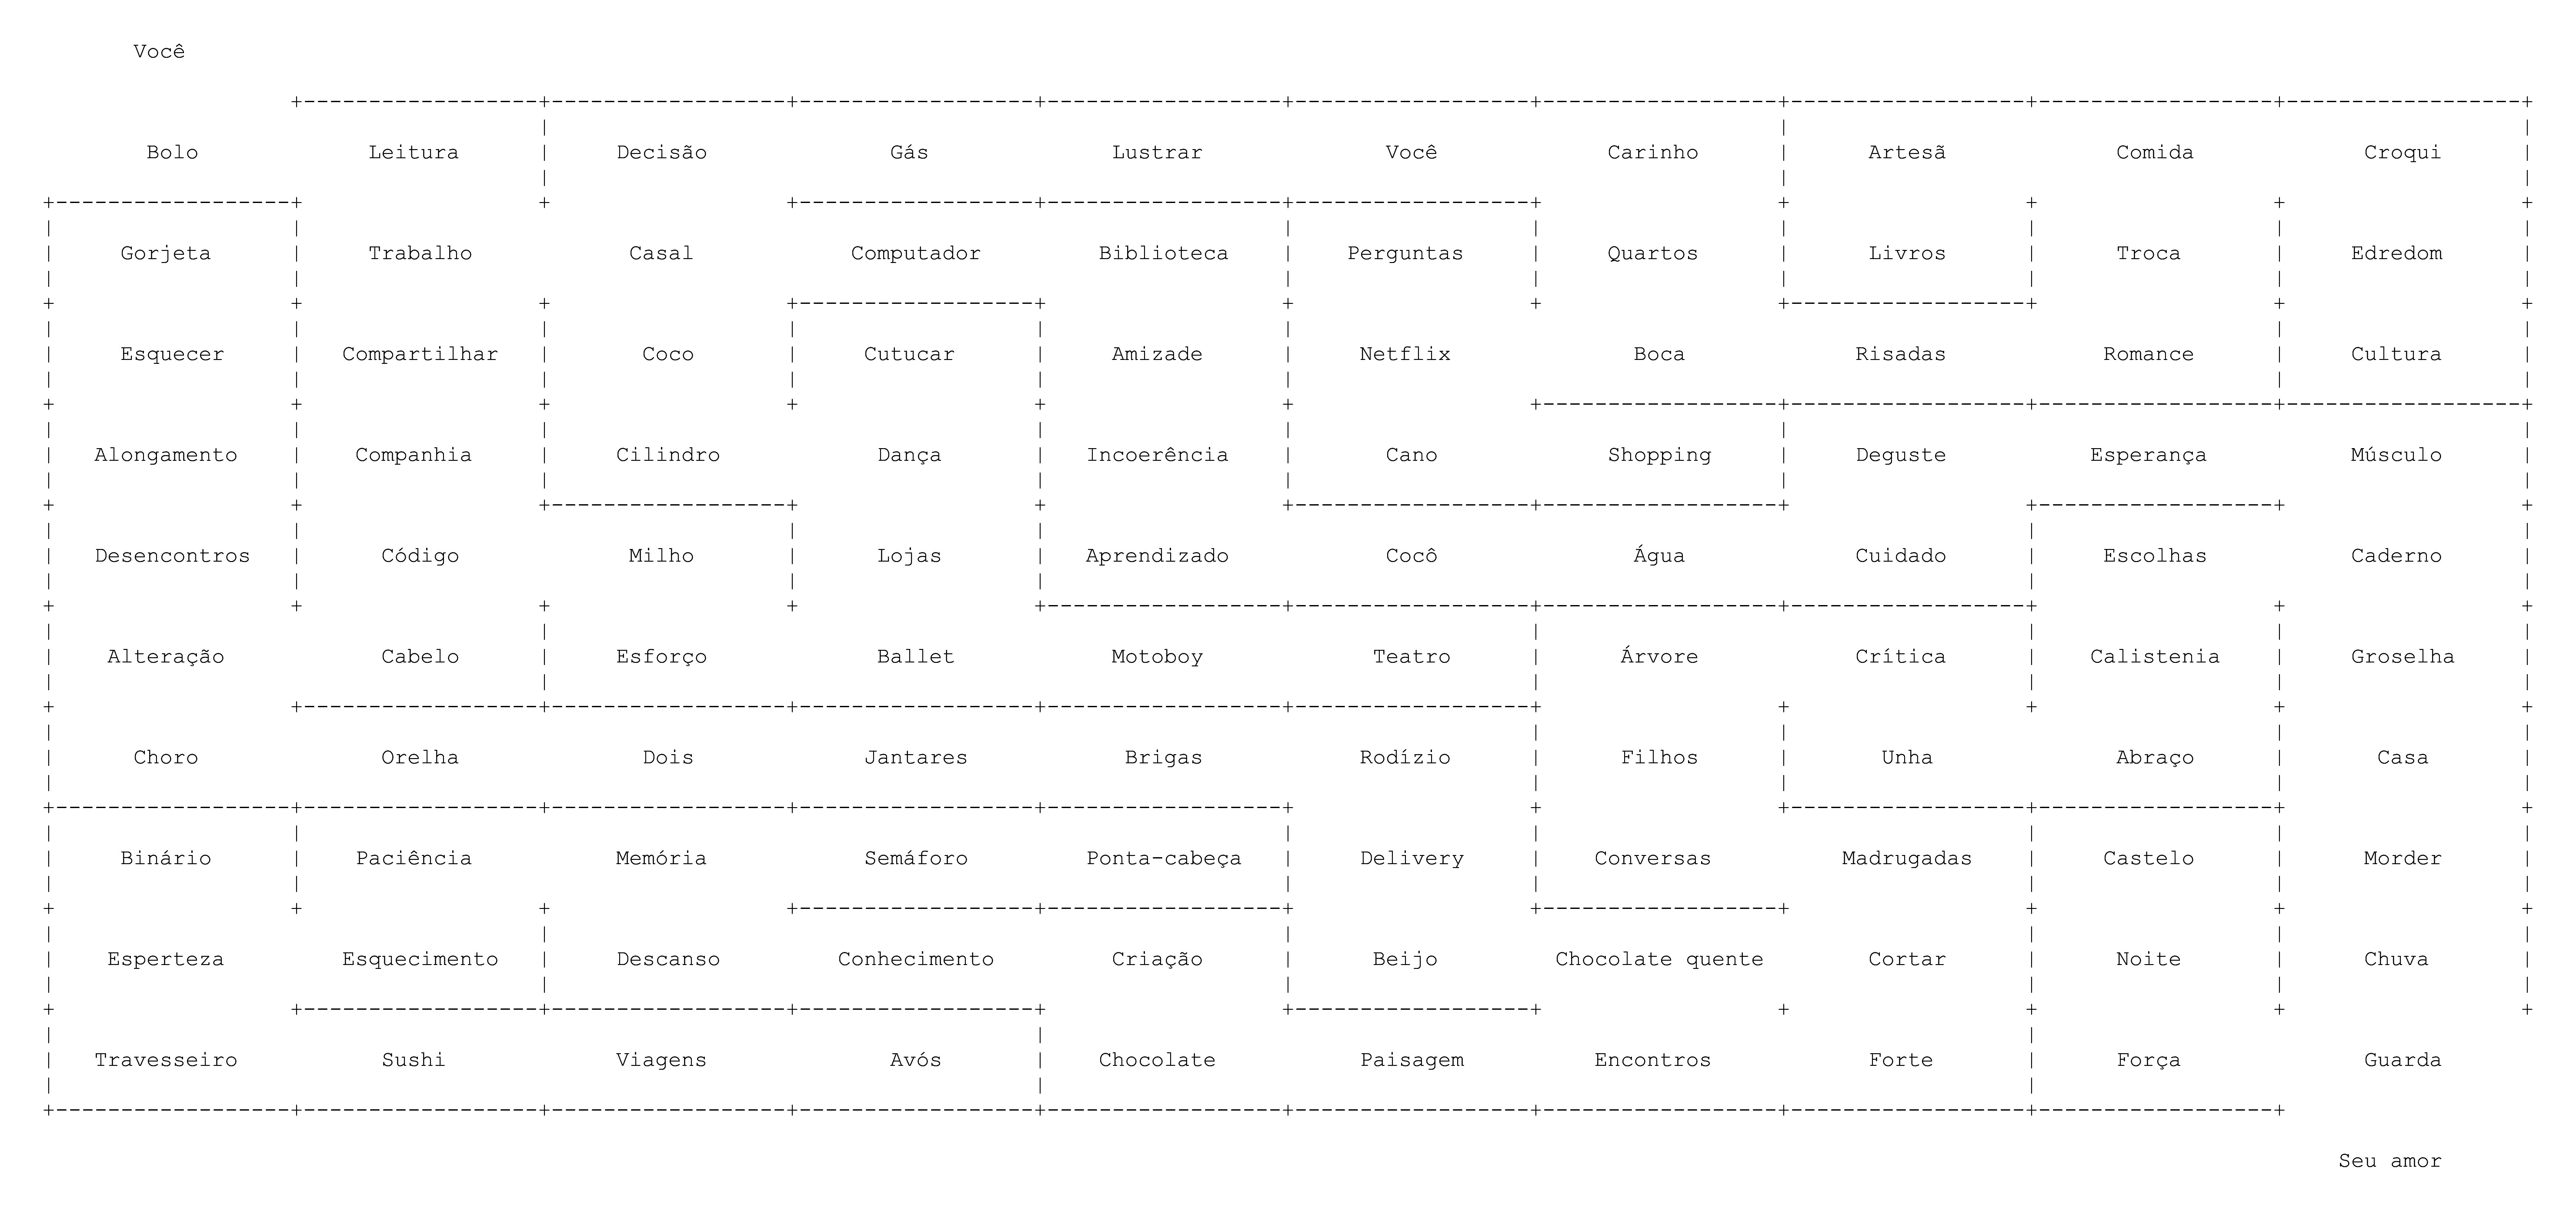 Você
Bolo Leitura Decisão Gás Lustrar Você Carinho Artesã Comida Croqui
Gorjeta Trabalho Casal Computador Biblioteca Perguntas Quartos Livros Troca Edredom
Esquecer Compartilhar Coco Cutucar Amizade Netflix Boca Risadas Romance Cultura
Alongamento Companhia Cilindro Dança Incoerência Cano Shopping Deguste Esperança Músculo
Desencontros Código Milho Lojas Aprendizado Cocô Água Cuidado Escolhas Caderno
Alteração Cabelo Esforço Ballet Motoboy Teatro Árvore Crítica Calistenia Groselha
Choro Orelha Dois Jantares Brigas Rodízio Filhos Unha Abraço Casa
Binário Paciência Memória Semáforo Ponta-cabeça Delivery Conversas Madrugadas Castelo Morder
Esperteza Esquecimento Descanso Conhecimento Criação Beijo Chocolate quente Cortar Noite Chuva
Travesseiro Sushi Viagens Avós Chocolate Paisagem Encontros Forte Força Guarda
Seu amor